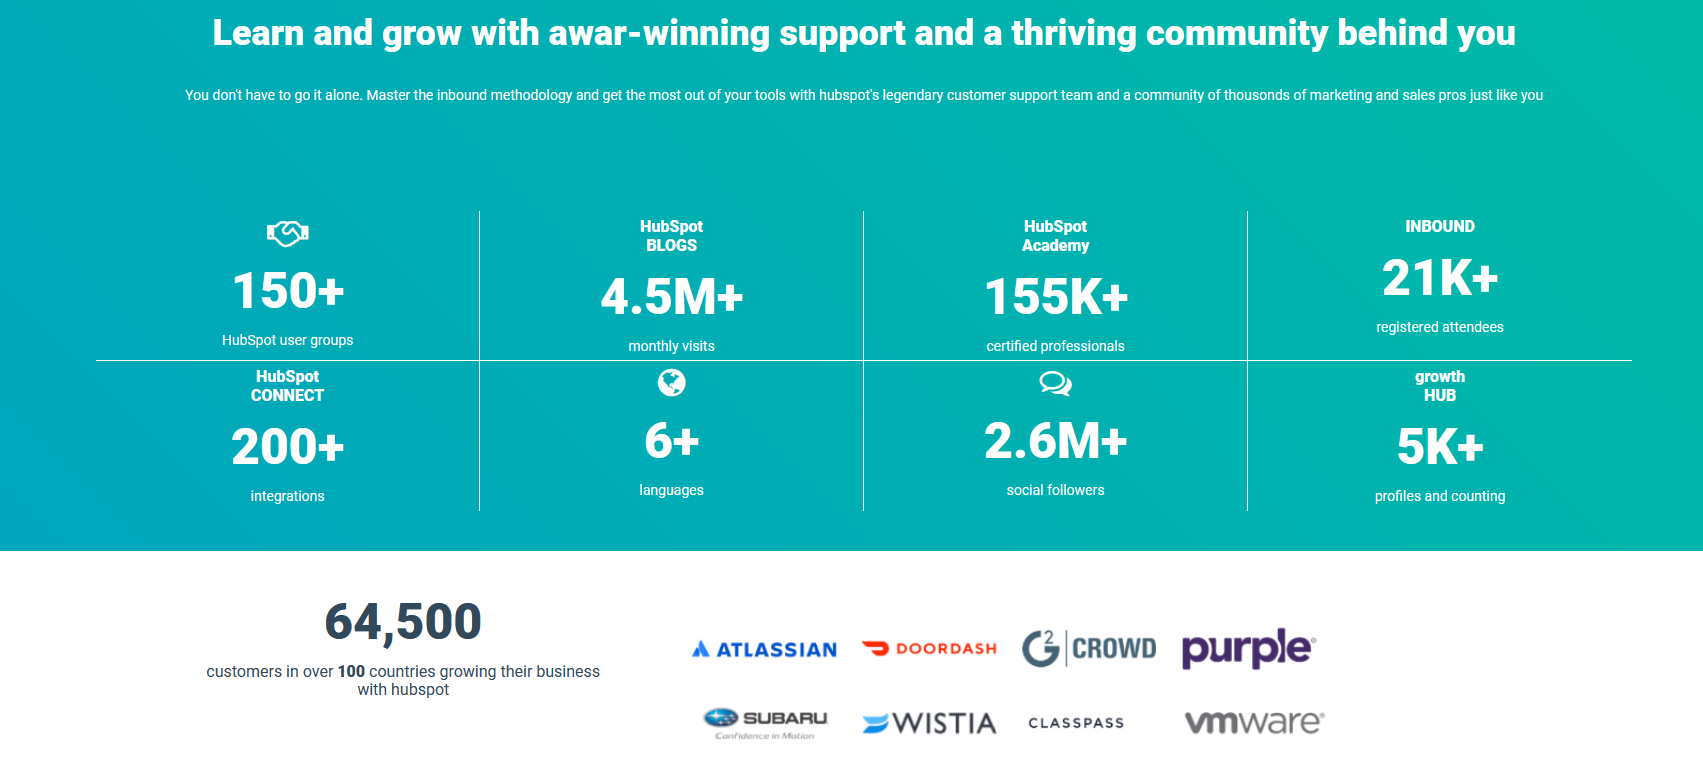 Learn and grow with awar-winning support and a thriving community behind you
You don't have to go it alone. Master the inbound methodology and get the most out of your tools with hubspot's legendary customer support team and a community of thousonds of marketing and sales pros just like you
150+
HubSpot user groups
HubSpot
BLOGS
4.5M+
monthly visits
HubSpot
Academy
155K+
certified professionals
INBOUND
21K+
registered attendees
HubSpot
CONNECT
200+
integrations
6+
languages
2.6M+
social followers
growth
HUB
5K+
profiles and counting
64,500
customers in over 100 countries growing their business
with hubspot
ATLASSIAN
DOORDASH
G2 CROWD
purple®
SUBARU
Confidence in Motion
WISTIA
CLASSPASS
vmware®